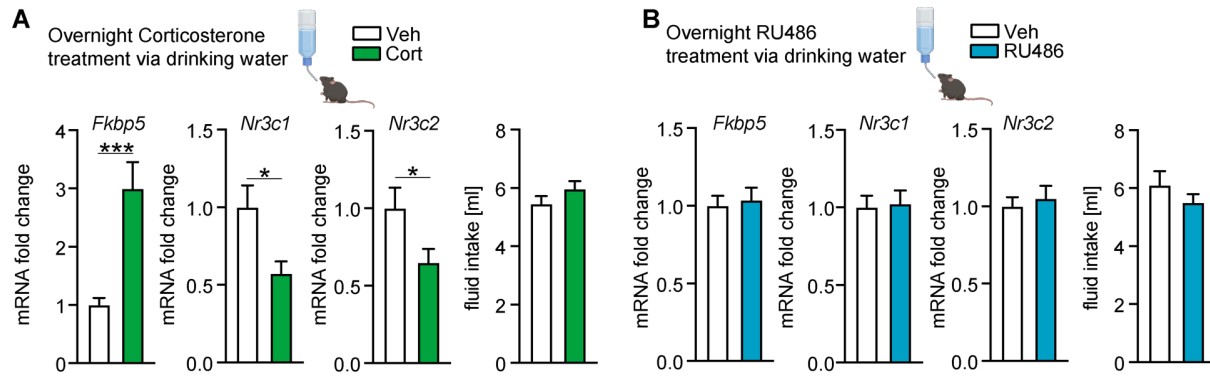 A
Overnight Corticosterone
treatment via drinking water
Veh
Cort
Fkbp5
Nr3c1
Nr3c2
mRNA fold change
4
3
2
1
0
***
mRNA fold change
1.5
1.0
0.5
0.0
*
mRNA fold change
1.5
1.0
0.5
0.0
*
fluid intake [ml]
8
6
4
2
0
B
Overnight RU486
treatment via drinking water
Veh
RU486
Fkbp5
Nr3c1
Nr3c2
mRNA fold change
1.5
1.0
0.5
0.0
mRNA fold change
1.5
1.0
0.5
0.0
mRNA fold change
1.5
1.0
0.5
0.0
fluid intake [ml]
8
6
4
2
0